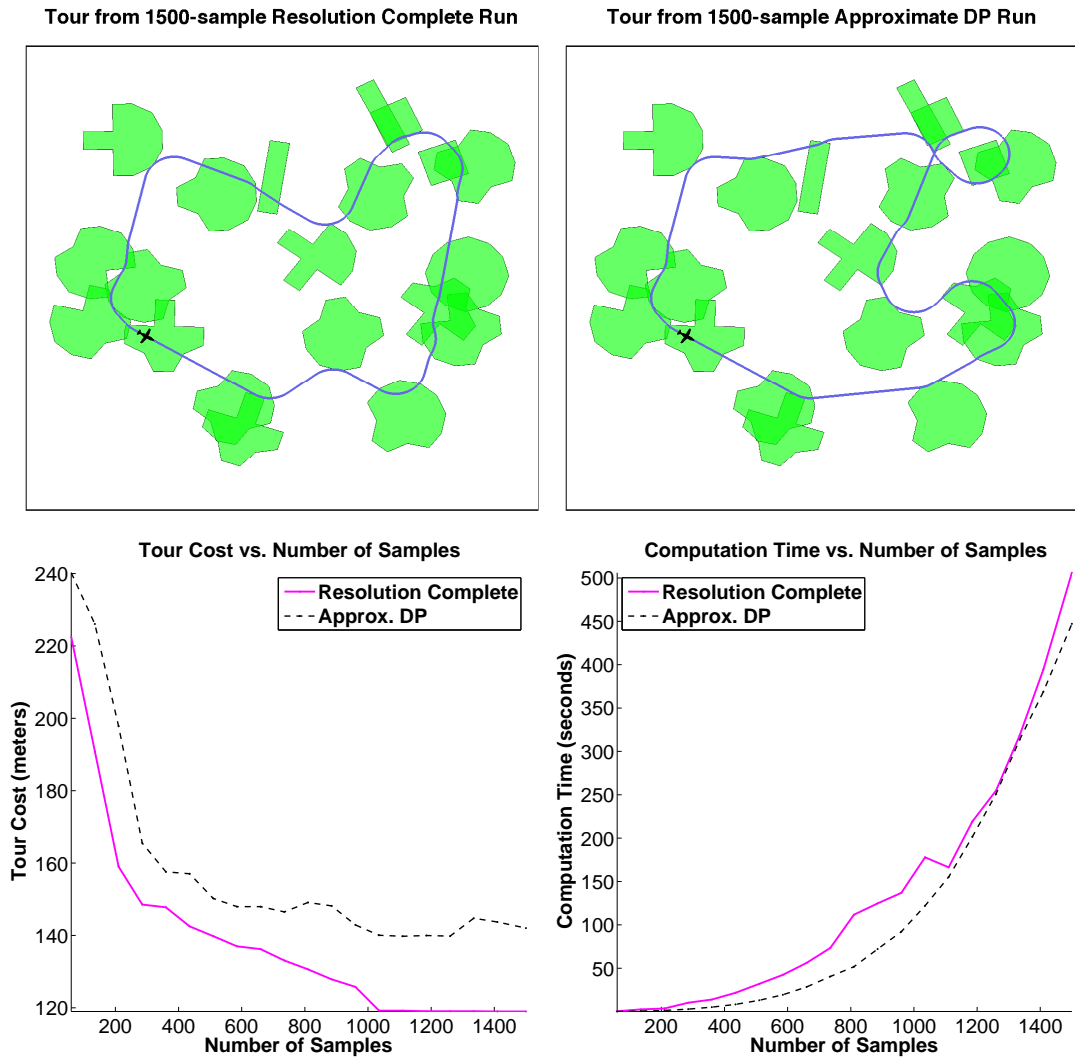 Tour from 1500-sample Resolution Complete Run
Tour from 1500-sample Approximate DP Run
Tour Cost vs. Number of Samples
240
220
200
180
160
140
120
Tour Cost (meters)
Resolution Complete
Approx. DP
200 400 600 800 1000 1200 1400
Number of Samples
Computation Time vs. Number of Samples
500
450
400
350
300
250
200
150
100
50
Computation Time (seconds)
Resolution Complete
Approx. DP
200 400 600 800 1000 1200 1400
Number of Samples